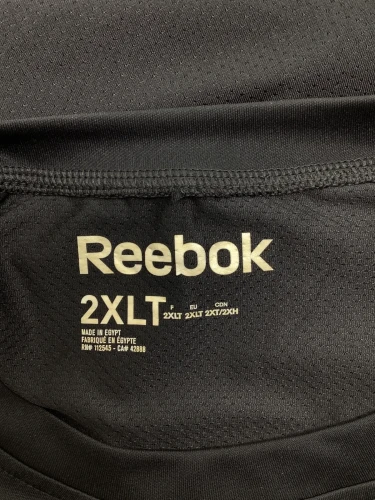 Reebok
2XLT
F EU CDN
2XLT 2XLT 2XT/2XH
MADE IN EGYPT
FABRIQUÉ EN ÉGYPTE
RN# 112545 - CA# 42888